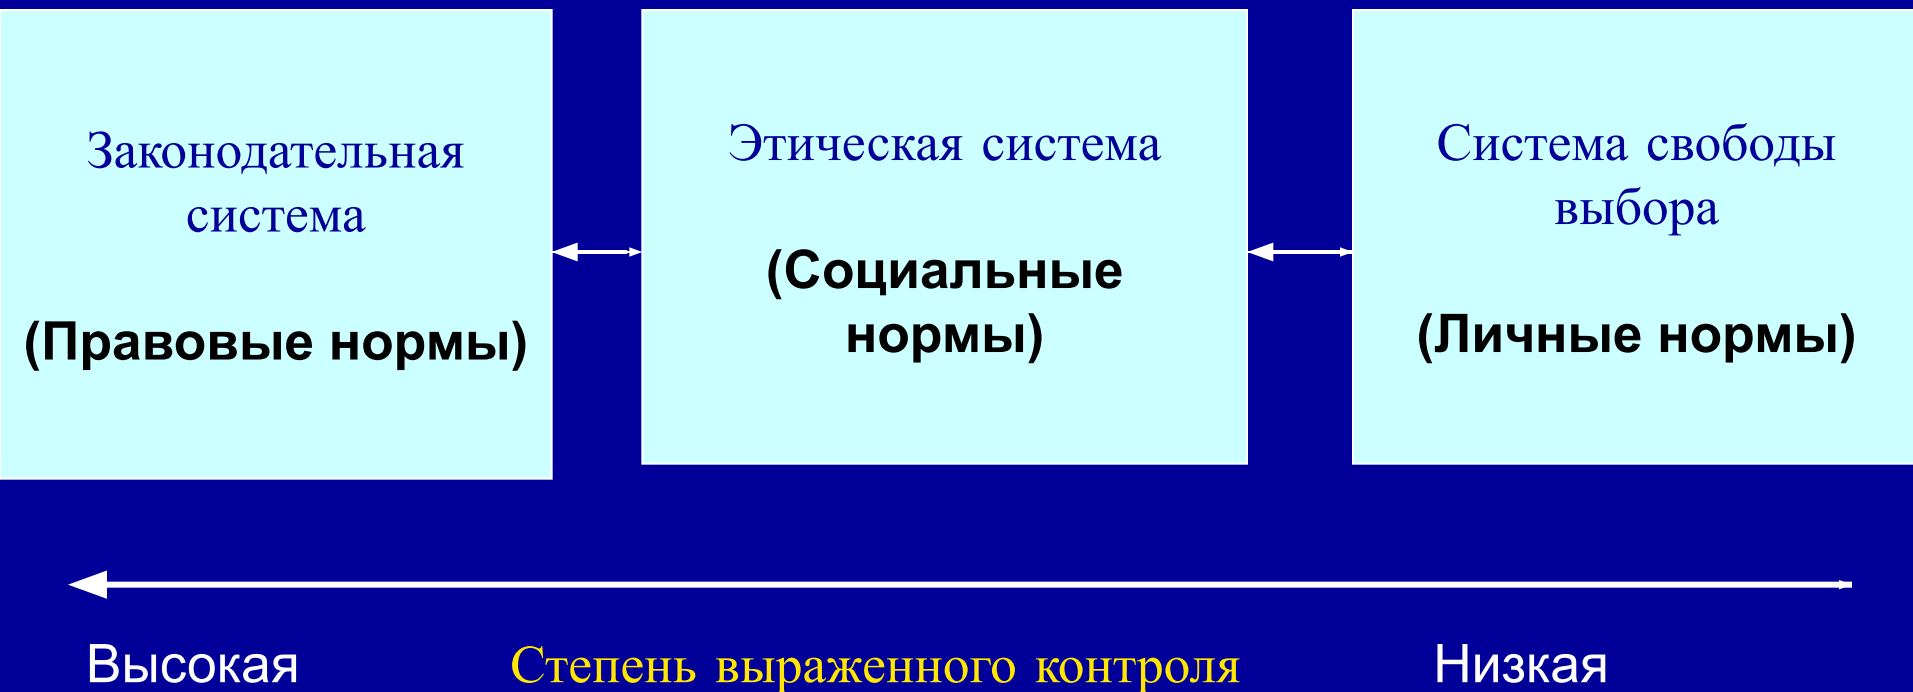 Законодательная
система
(Правовые нормы)
Этическая система
(Социальные
нормы)
Система свободы
выбора
(Личные нормы)
Высокая
Степень выраженного контроля
Низкая